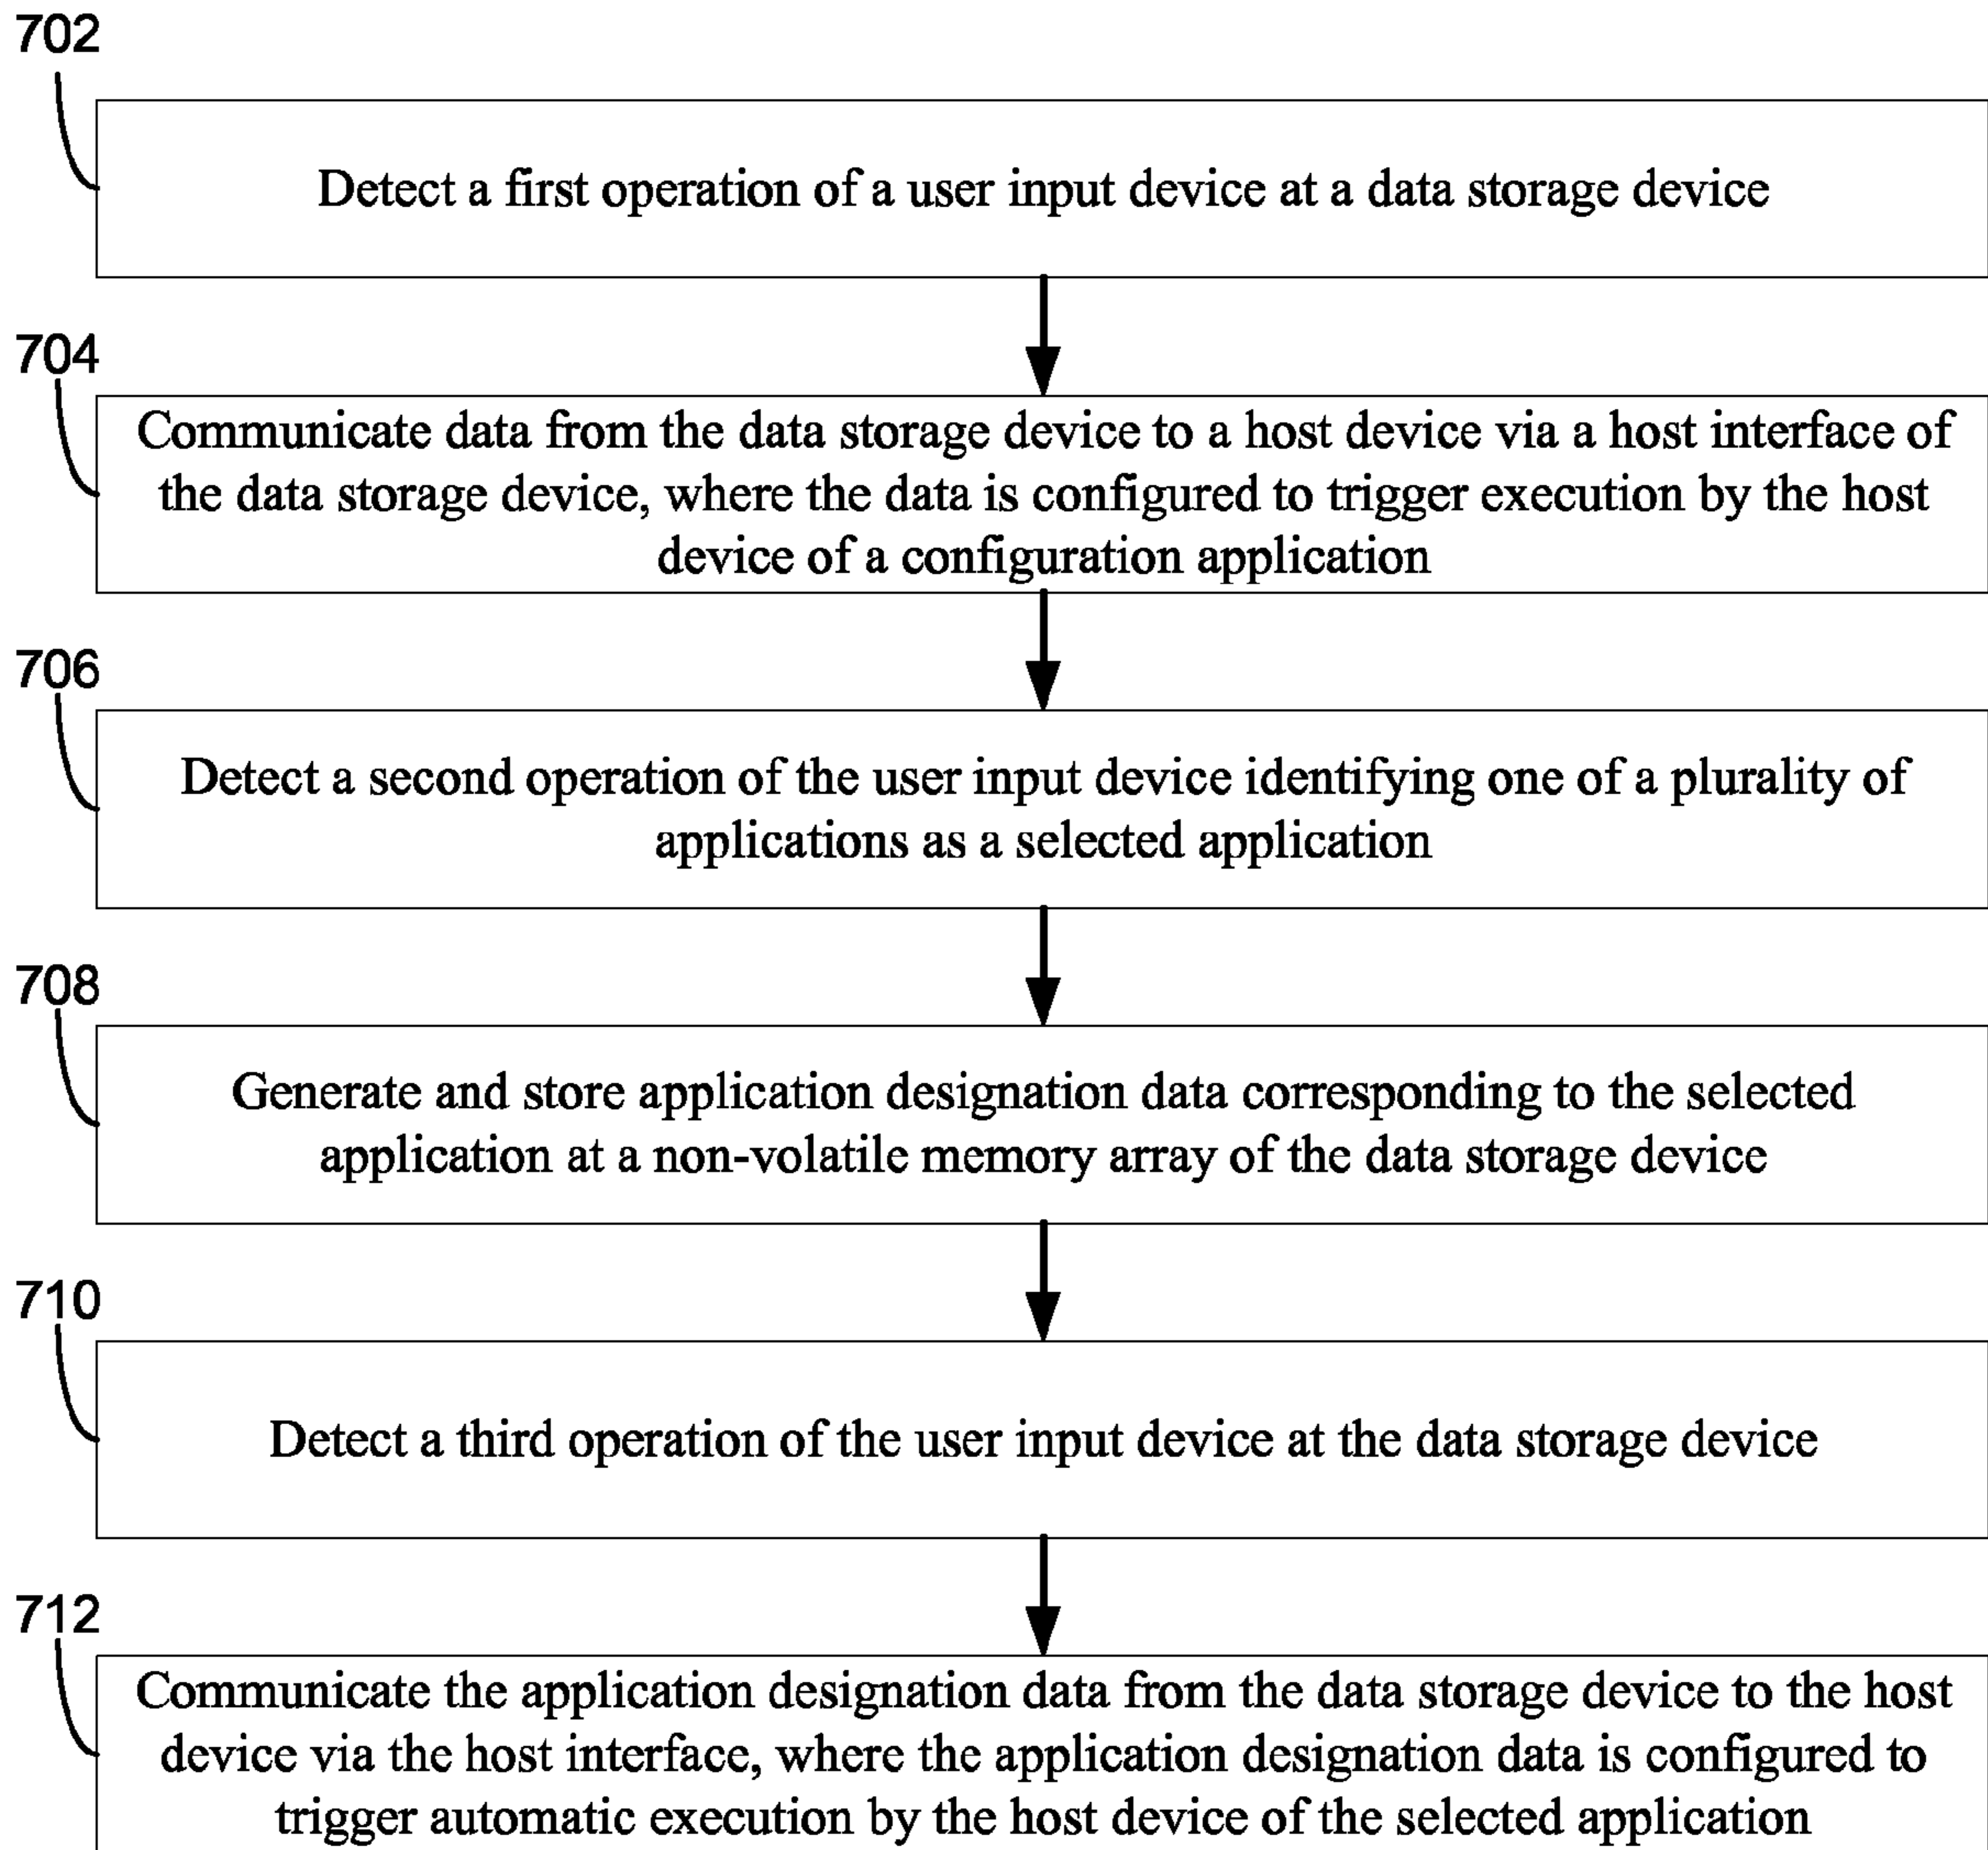 702
Detect a first operation of a user input device at a data storage device
704
Communicate data from the data storage device to a host device via a host interface of
the data storage device, where the data is configured to trigger execution by the host
device of a configuration application
706
Detect a second operation of the user input device identifying one of a plurality of
applications as a selected application
708
Generate and store application designation data corresponding to the selected
application at a non-volatile memory array of the data storage device
710
Detect a third operation of the user input device at the data storage device
712
Communicate the application designation data from the data storage device to the host
device via the host interface, where the application designation data is configured to
trigger automatic execution by the host device of the selected application